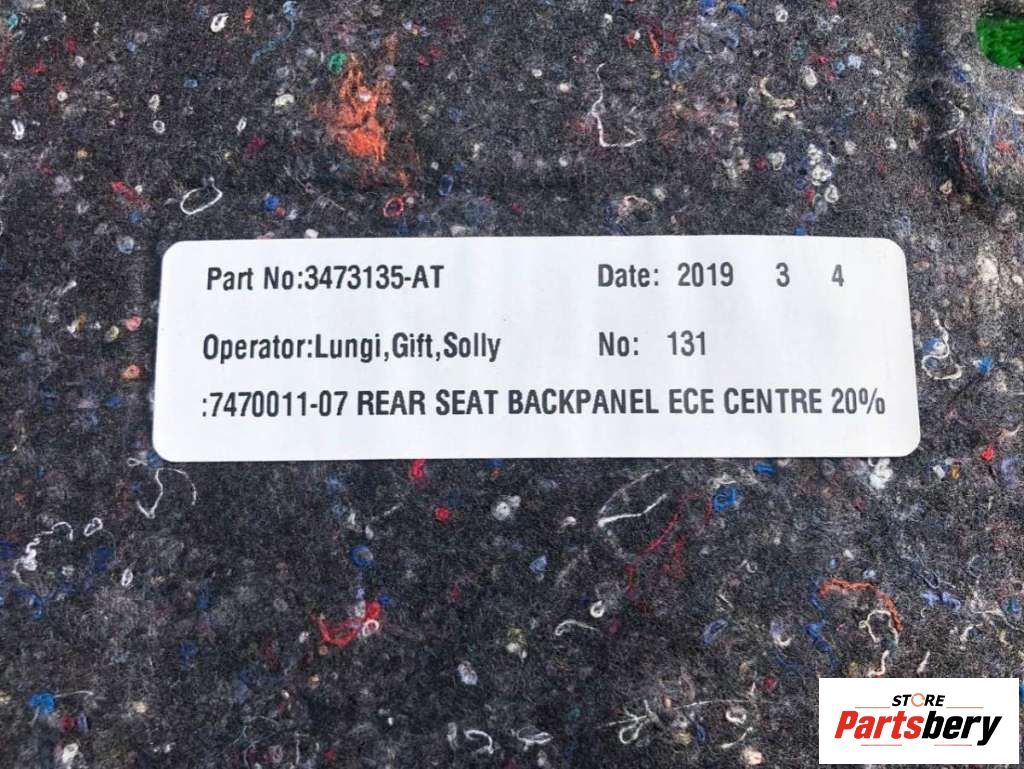 Part No:3473135-AT Date: 2019 3 4
Operator:Lungi,Gift,Solly No: 131
:7470011-07 REAR SEAT BACKPANEL ECE CENTRE 20%
STORE
Partsbery